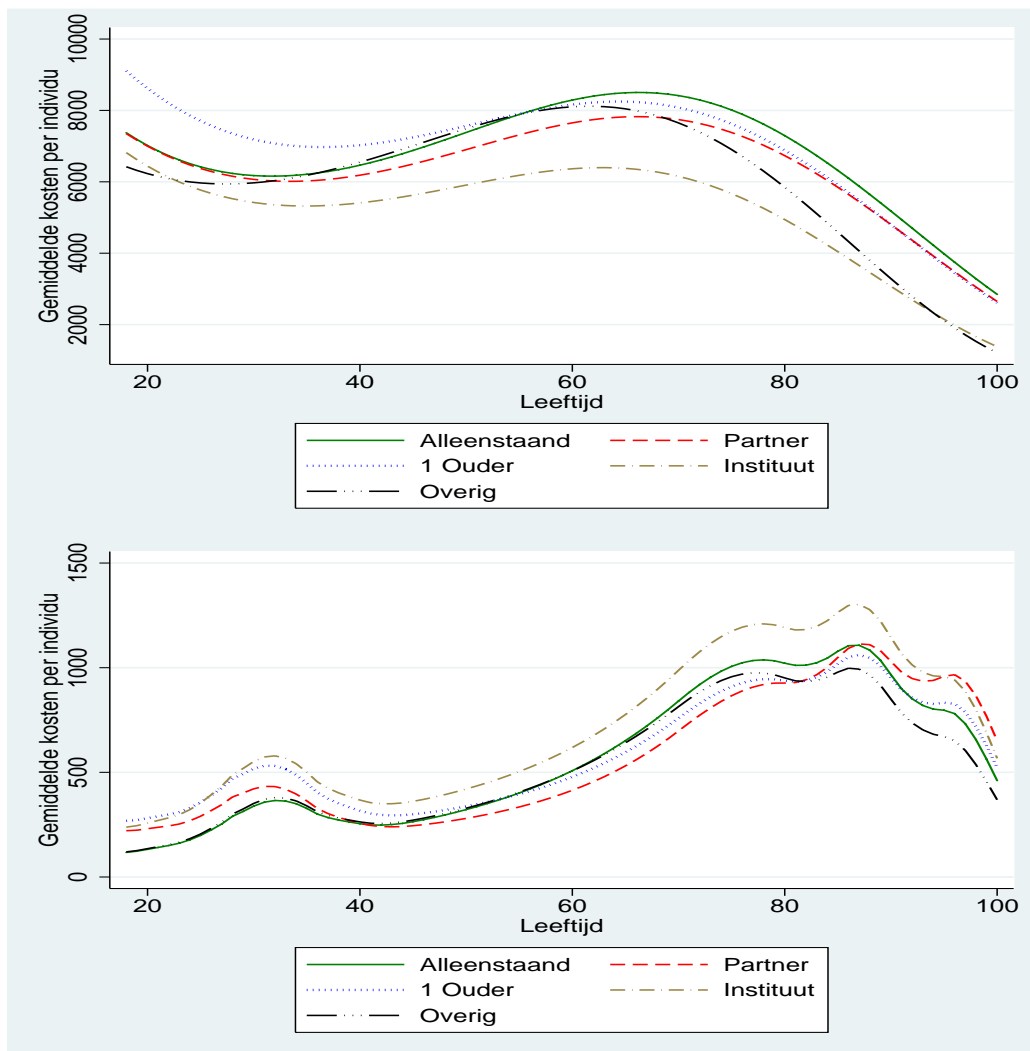 Gemiddelde kosten per individu
10000
8000
6000
4000
2000
20 40 60 80 100
Leeftijd
Alleenstaand Partner
1 Ouder Instituut
Overig
Gemiddelde kosten per individu
1500
1000
500
0
20 40 60 80 100
Leeftijd
Alleenstaand Partner
1 Ouder Instituut
Overig